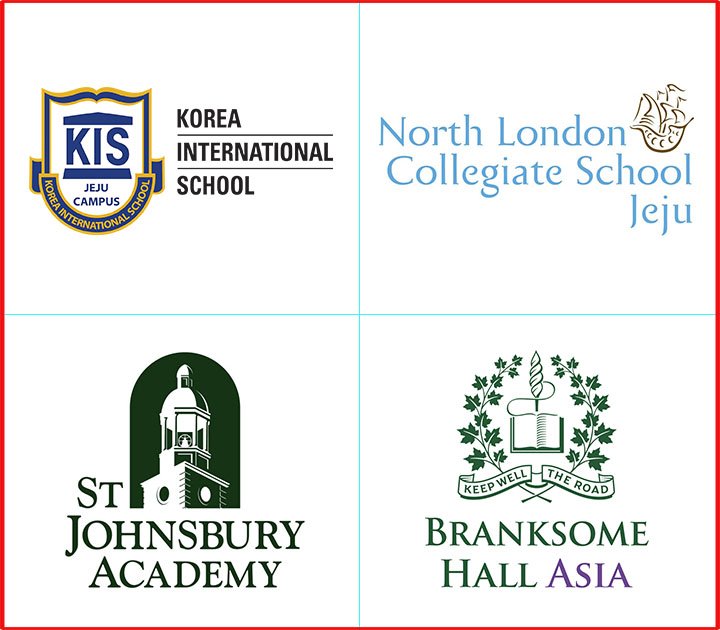 KIS
JEJU
CAMPUS
KOREA INTERNATIONAL SCHOOL
KOREA
INTERNATIONAL
SCHOOL
North London
Collegiate School
Jeju
ST
JOHNSBURY
ACADEMY
KEEP WELL THE ROAD
BRANKSOME
HALL ASIA